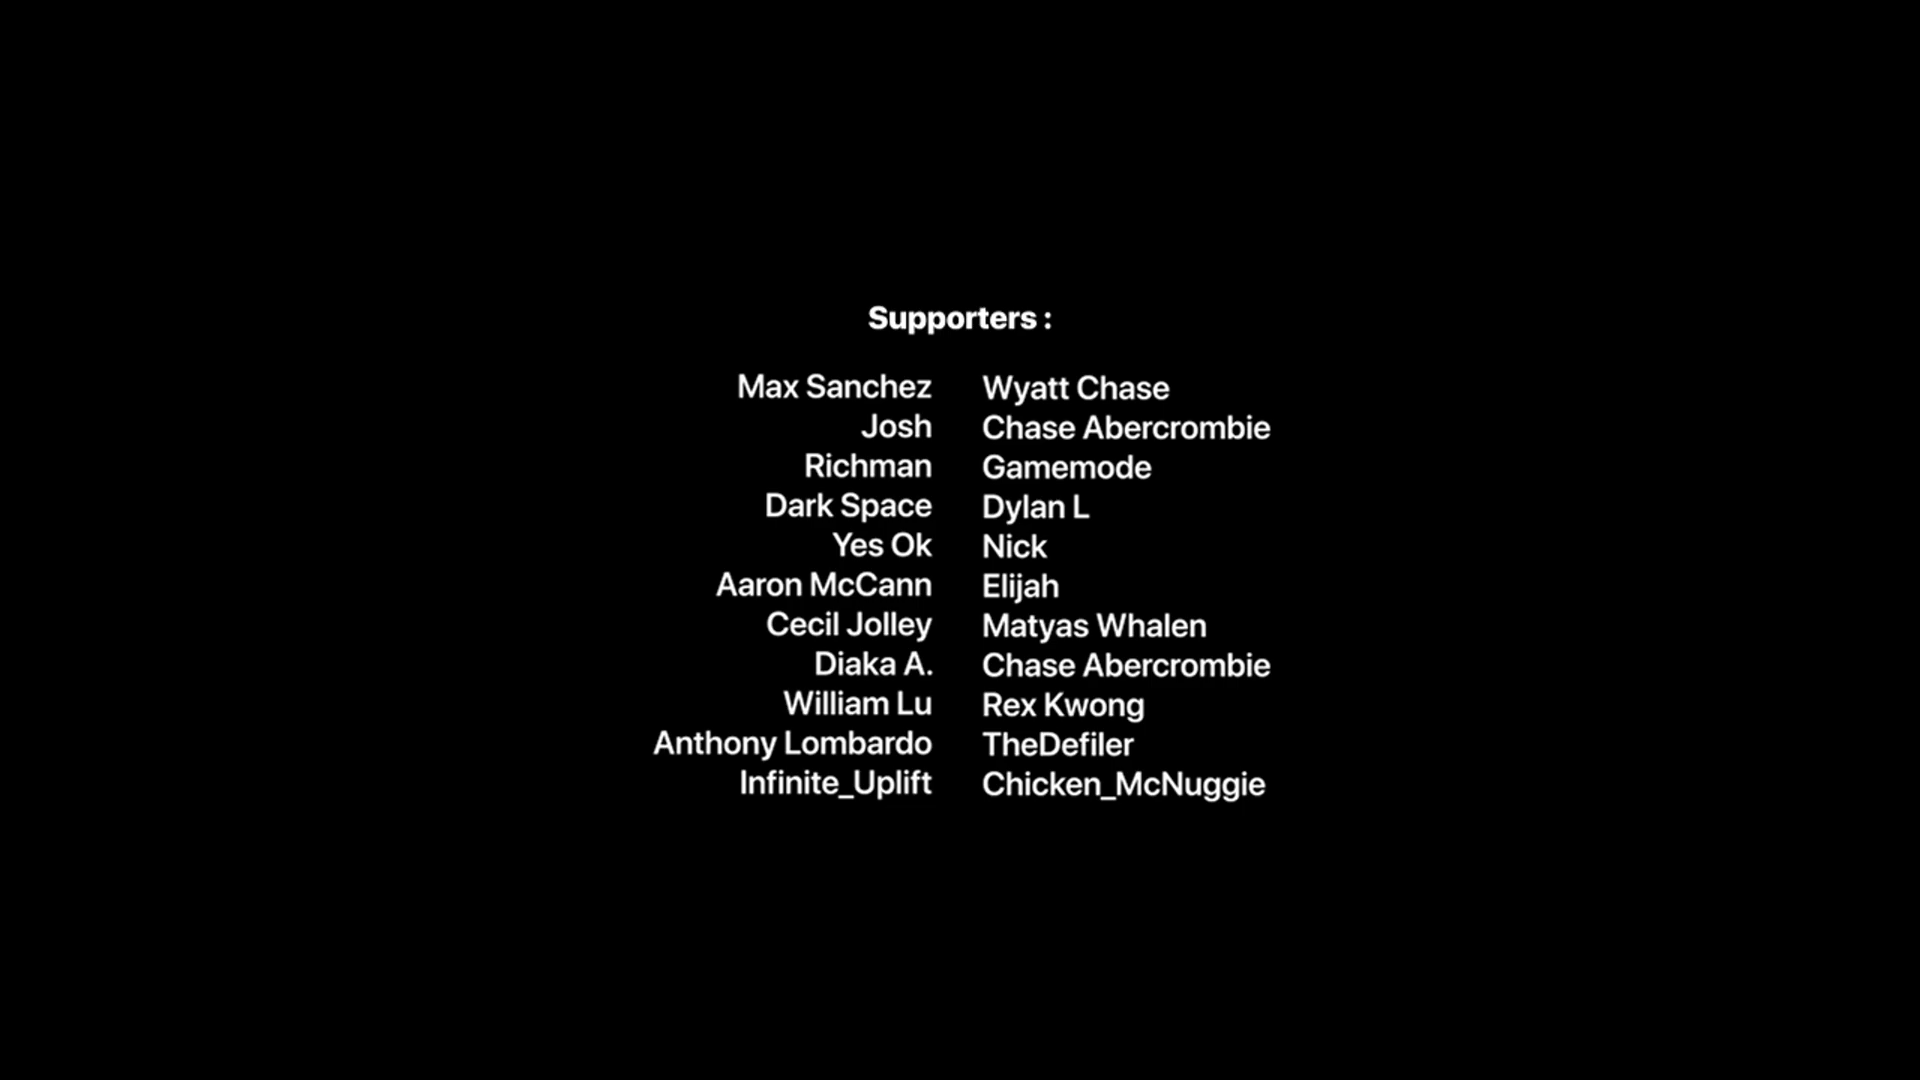 Supporters :
Max Sanchez
Josh
Richman
Dark Space
Yes Ok
Aaron McCann
Cecil Jolley
Diaka A.
William Lu
Anthony Lombardo
Infinite_Uplift
Wyatt Chase
Chase Abercrombie
Gamemode
Dylan L
Nick
Elijah
Matyas Whalen
Chase Abercrombie
Rex Kwong
TheDefiler
Chicken_McNuggie